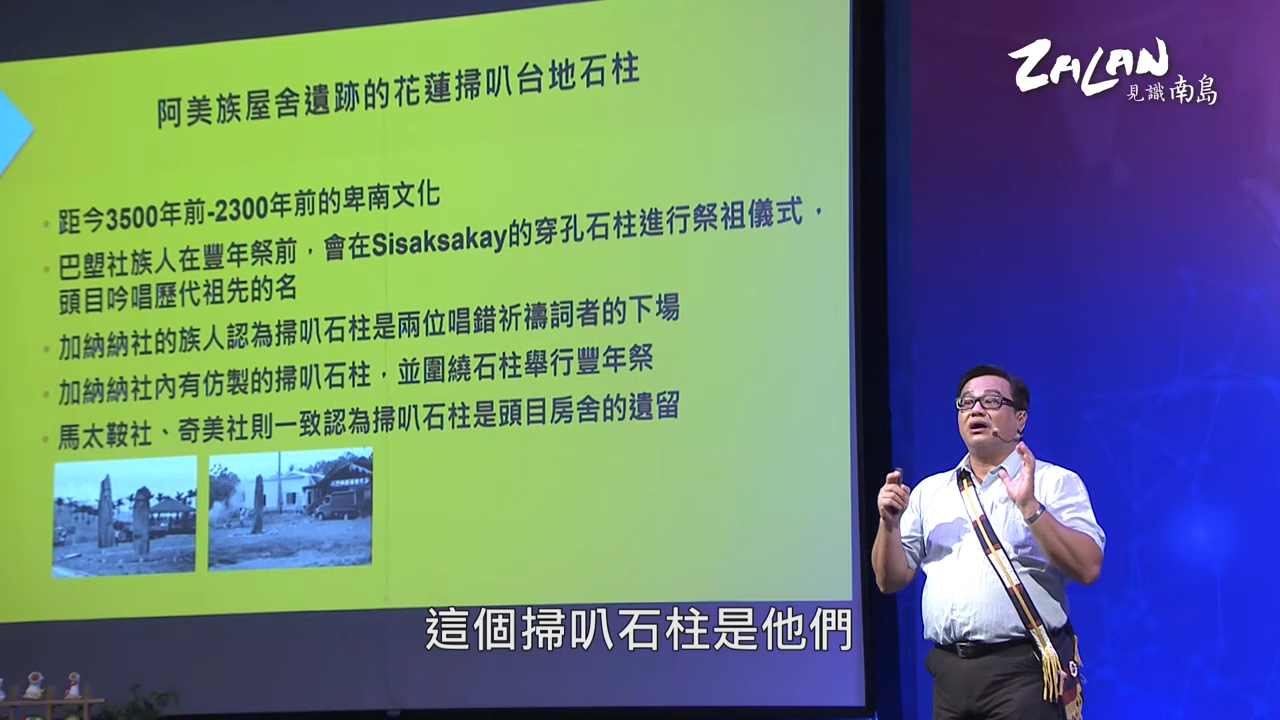 ZALAN
見識南島
阿美族屋舍遺跡的花蓮掃叭台地石柱
距今3500年前-2300年前的卑南文化
巴塱社族人在豐年祭前，會在Sisaksakay的穿孔石柱進行祭祖儀式，
頭目吟唱歷代祖先的名
加納納社的族人認為掃叭石柱是兩位唱錯祈禱詞者的下場
加納納社內有仿製的掃叭石柱，並圍繞石柱舉行豐年祭
馬太鞍社、奇美社則一致認為掃叭石柱是頭目房舍的遺留
這個掃叭石柱是他們